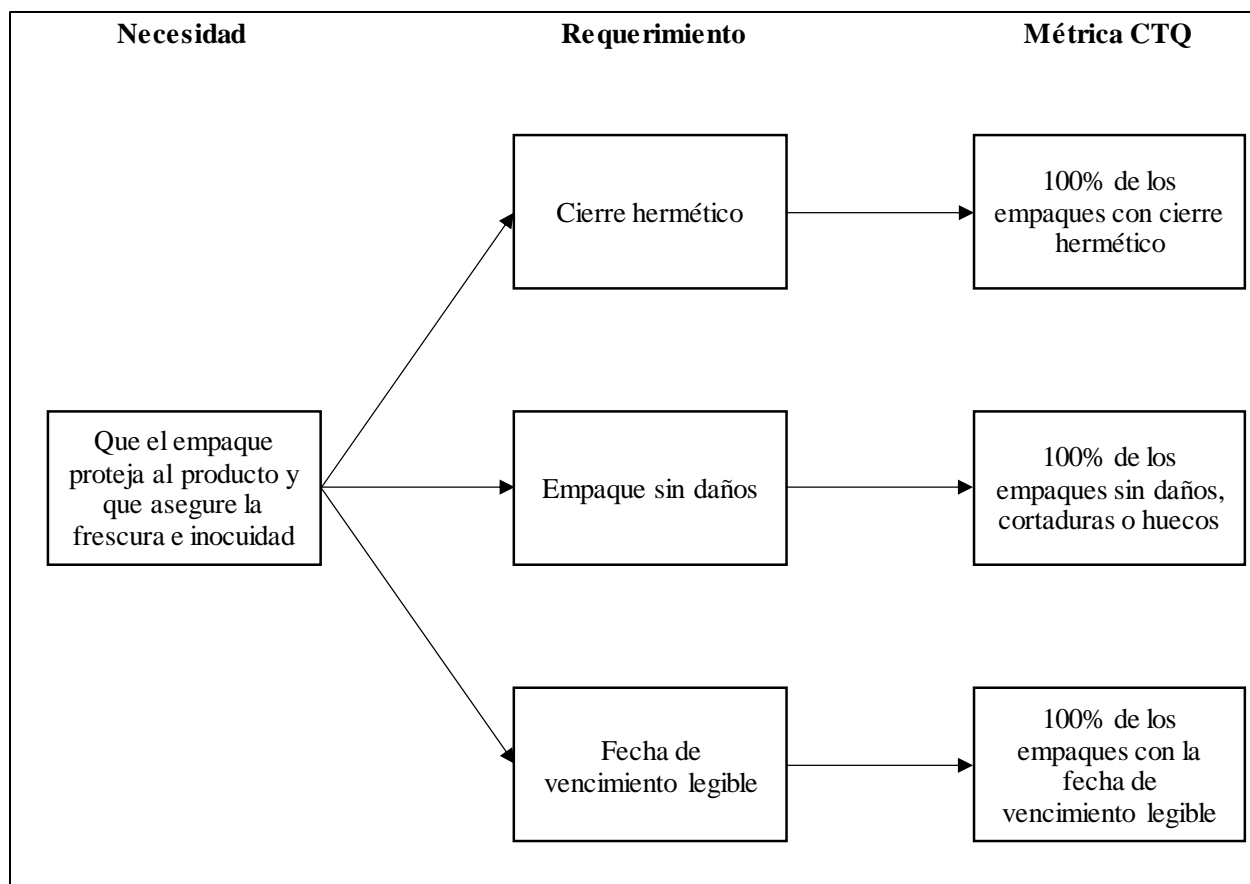 Necesidad
Requerimiento
Métrica CTQ
Que el empaque
proteja al producto y
que asegure la
frescura e inocuidad
Cierre hermético
100% de los
empaques con cierre
hermético
Empaque sin daños
100% de los
empaques sin daños,
cortaduras o huecos
Fecha de
vencimiento legible
100% de los
empaques con la
fecha de
vencimiento legible